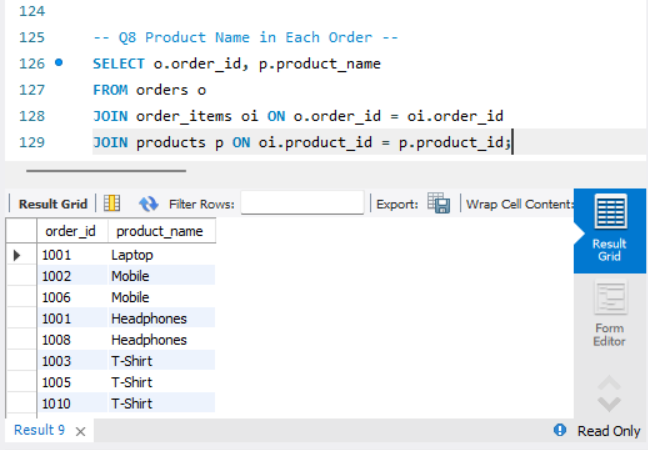 124
125 -- Q8 Product Name in Each Order --
126 SELECT o.order_id, p.product_name
127 FROM orders o
128 JOIN order_items oi ON o.order_id = oi.order_id
129 JOIN products p ON oi.product_id = p.product_id;
Result Grid Filter Rows: Export: Wrap Cell Content:
order_id product_name
1001 Laptop
1002 Mobile
1006 Mobile
1001 Headphones
1008 Headphones
1003 T-Shirt
1005 T-Shirt
1010 T-Shirt
Result
Grid
Form
Editor
Result 9 Read Only